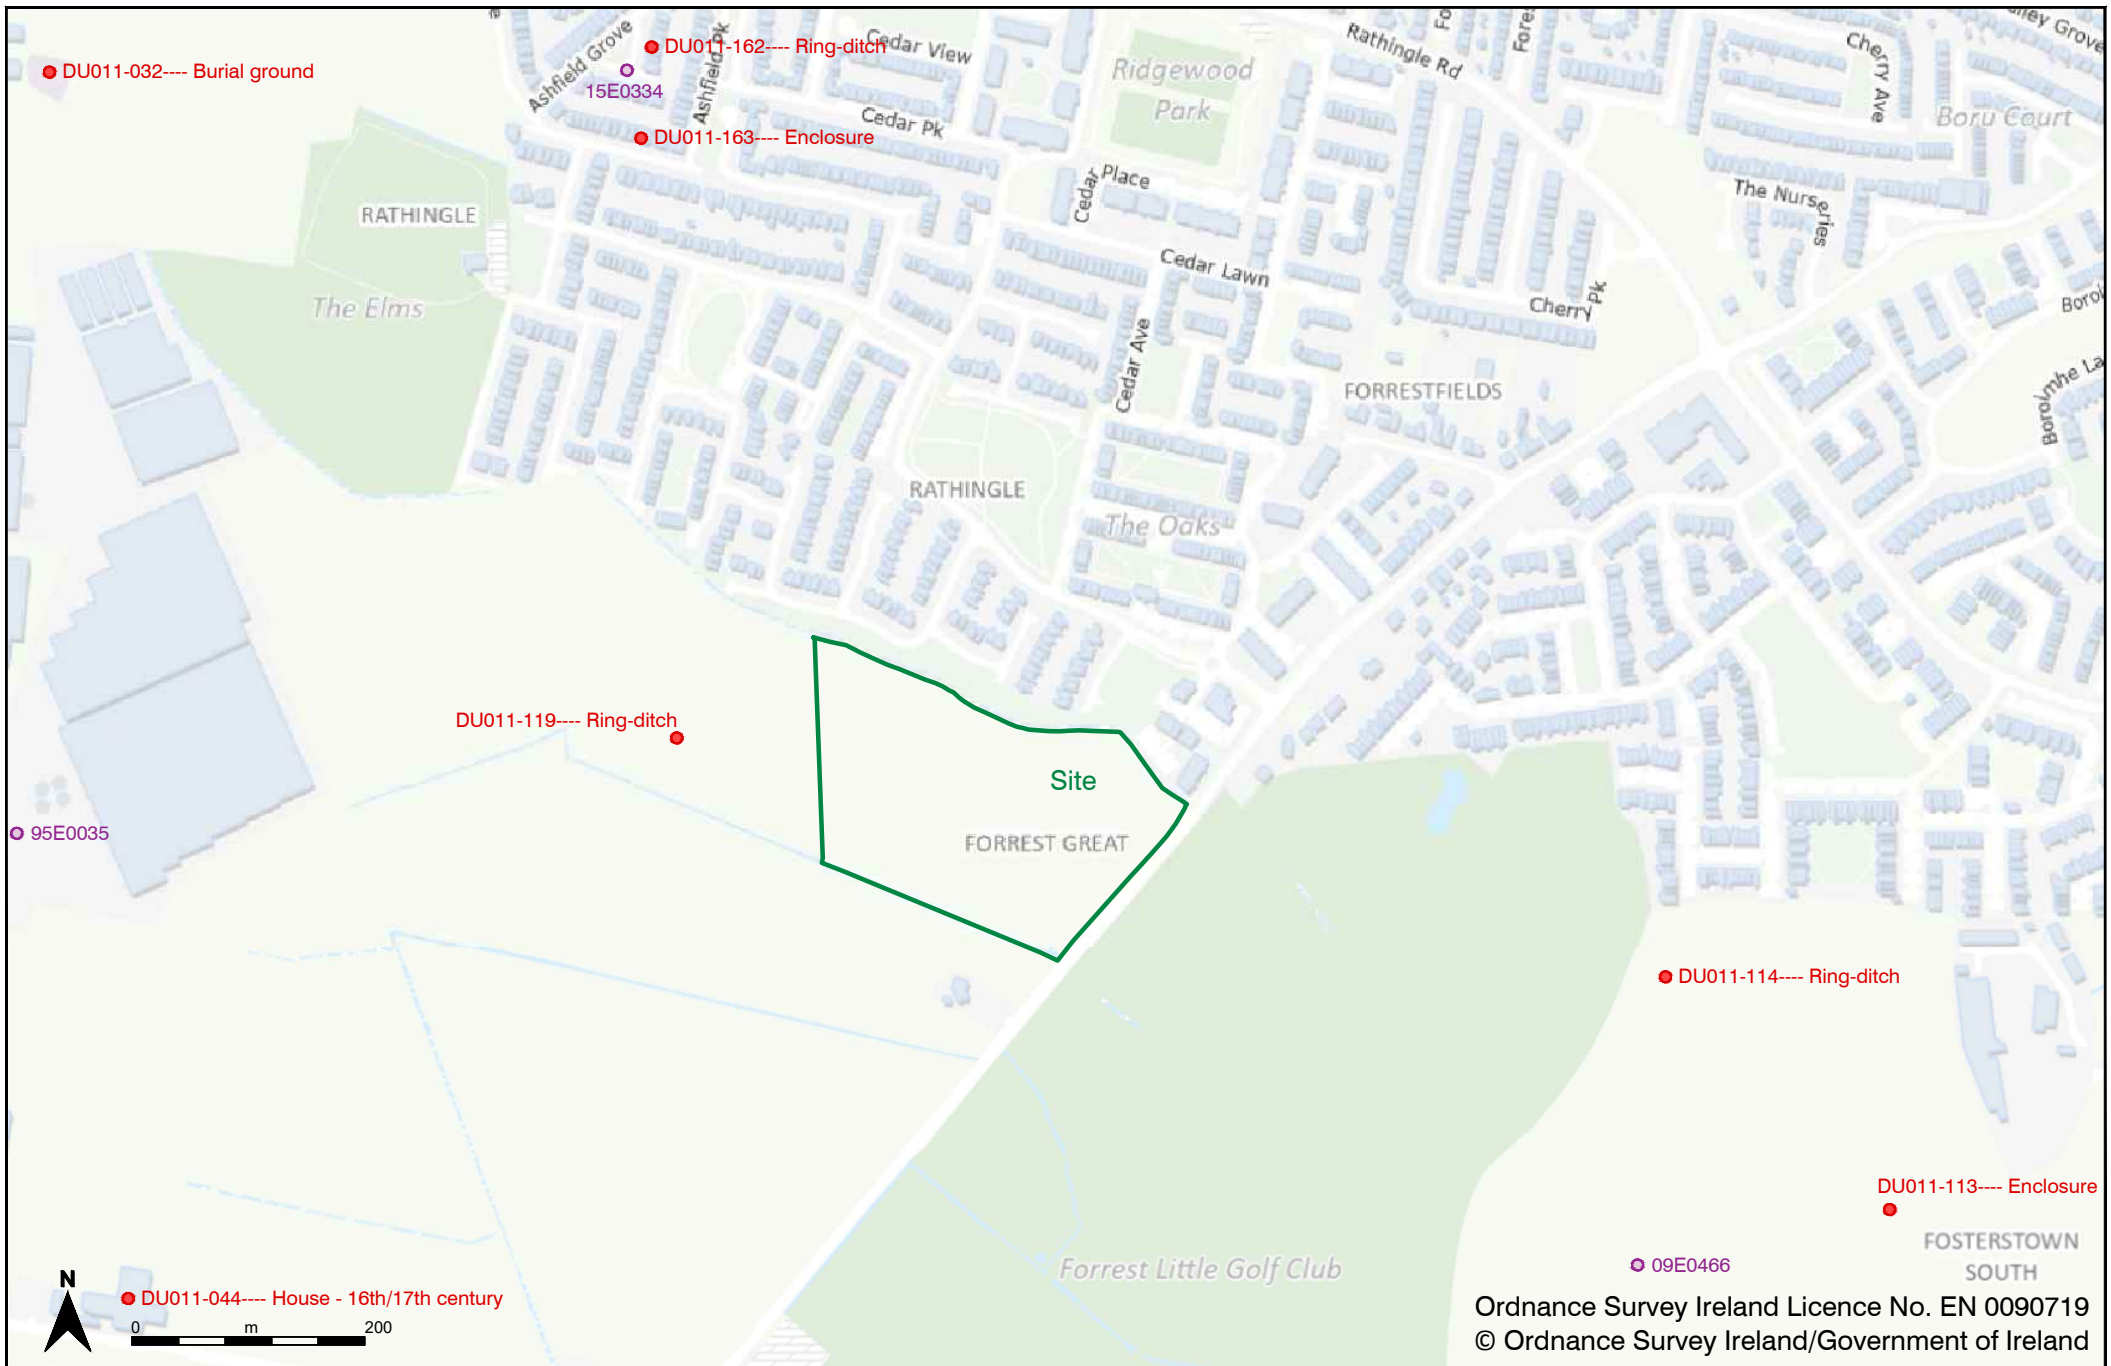 DU011-162---- Ring-ditch
DU011-032---- Burial ground
15E0334
DU011-163---- Enclosure
Ashfield Grove
Ashfield Pk
Cedar View
Cedar Pk
Ridgewood
Park
Rathingle Rd
Cherry Ave
Boru Court
Cedar Place
The Nurseries
RATHINGLE
The Elms
Cedar Lawn
Cherry Pk
Cedar Ave
FORRESTFIELDS
RATHINGLE
The Oaks
DU011-119---- Ring-ditch
Site
FORREST GREAT
95E0035
DU011-114---- Ring-ditch
DU011-113---- Enclosure
FOSTERSTOWN
SOUTH
09E0466
Forrest Little Golf Club
N
DU011-044---- House - 16th/17th century
0 m 200
Ordnance Survey Ireland Licence No. EN 0090719
© Ordnance Survey Ireland/Government of Ireland